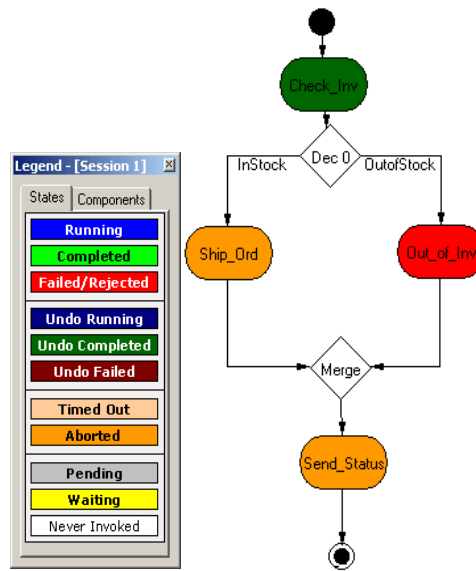 Check_Inv
Dec 0
InStock
OutofStock
Legend - [Session 1]
States
Components
Running
Completed
Failed/Rejected
Undo Running
Undo Completed
Undo Failed
Timed Out
Aborted
Pending
Waiting
Never Invoked
Ship_Ord
Out_of_Inv
Merge
Send_Status